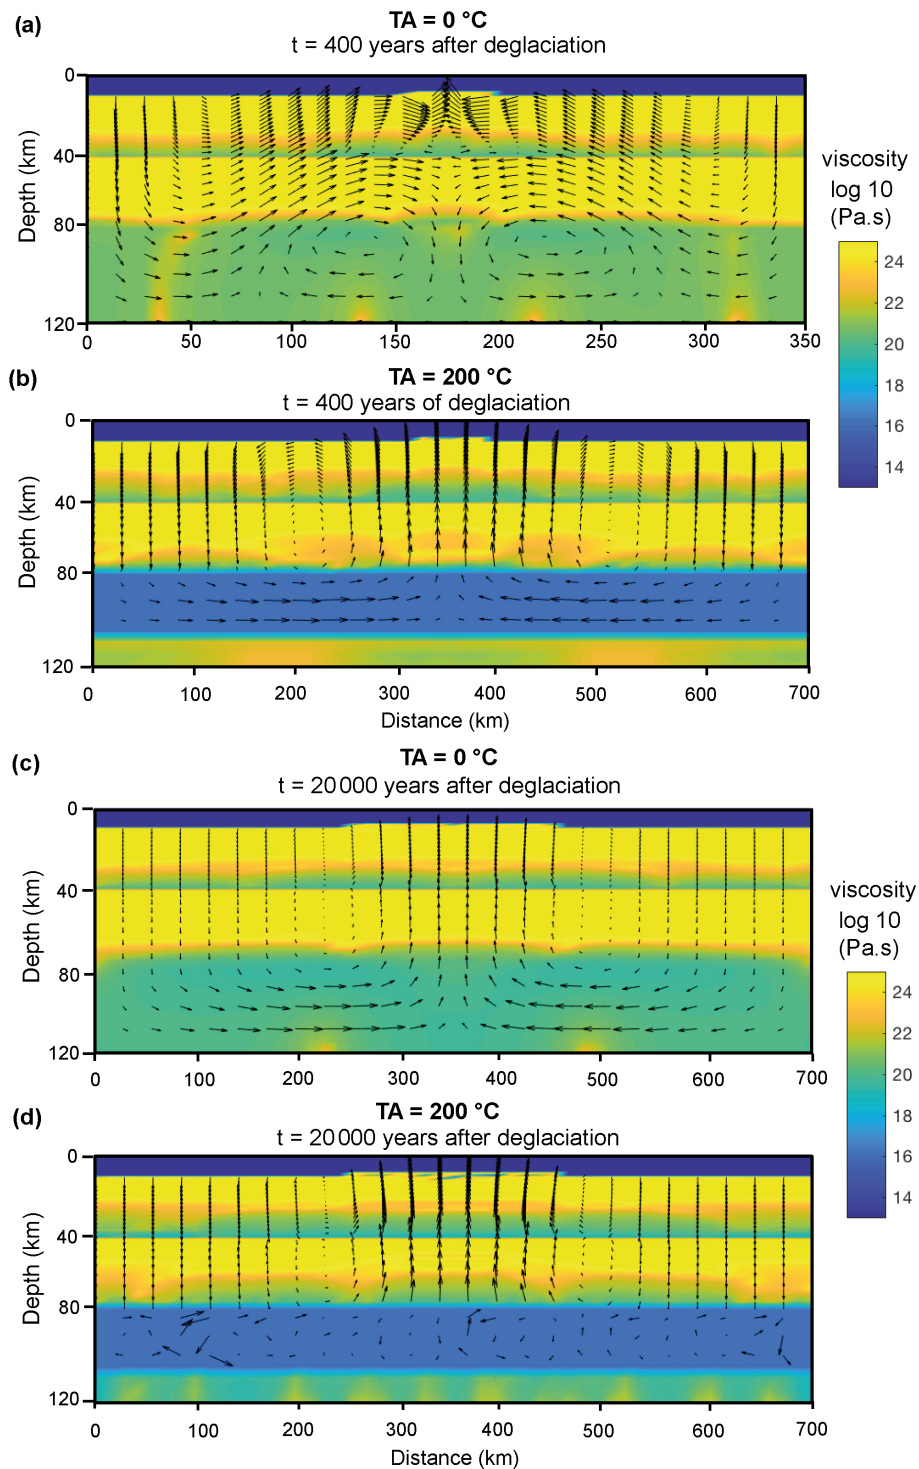 (a)
TA = 0 °C
t = 400 years after deglaciation
0
40
80
120
Depth (km)
0 50 100 150 200 250 300 350
viscosity
log 10
(Pa.s)
24
22
20
18
16
14
(b)
TA = 200 °C
t = 400 years of deglaciation
0
40
80
120
Depth (km)
0 100 200 300 400 500 600 700
Distance (km)
(c)
TA = 0 °C
t = 20 000 years after deglaciation
0
40
80
120
Depth (km)
0 100 200 300 400 500 600 700
viscosity
log 10
(Pa.s)
24
22
20
18
16
14
(d)
TA = 200 °C
t = 20 000 years after deglaciation
0
40
80
120
Depth (km)
0 100 200 300 400 500 600 700
Distance (km)